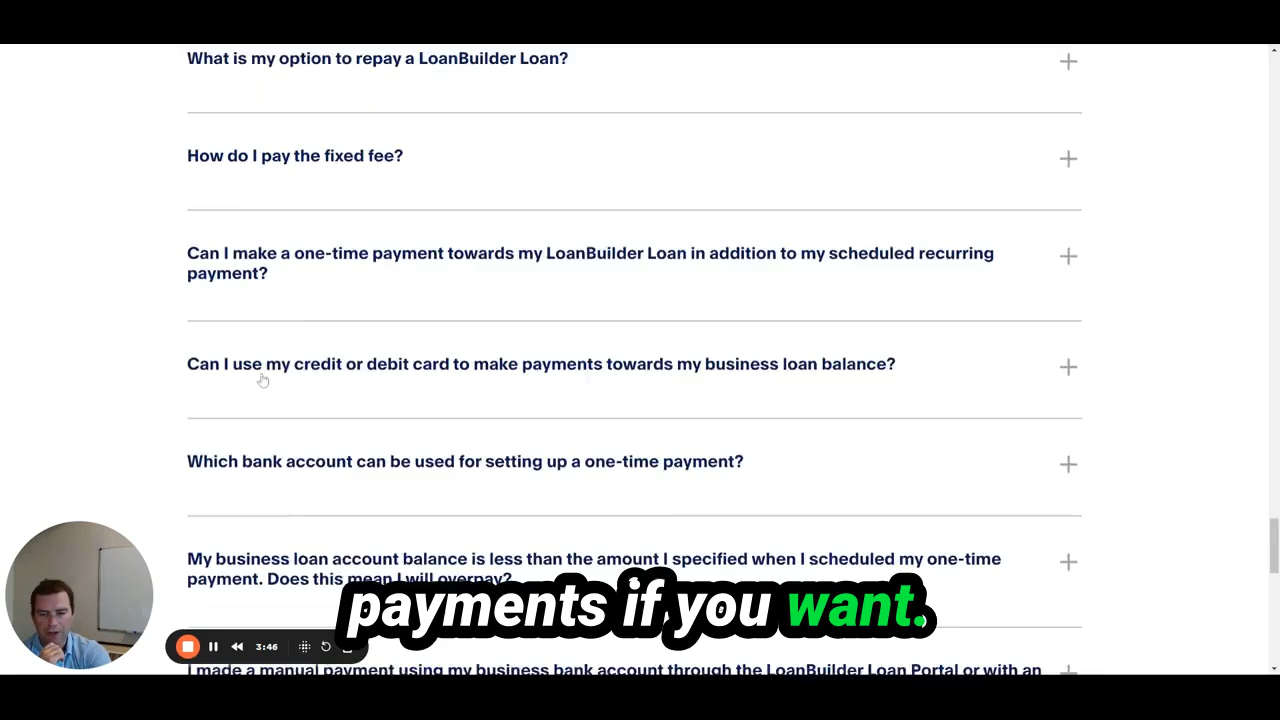 What is my option to repay a LoanBuilder Loan?
How do I pay the fixed fee?
Can I make a one-time payment towards my LoanBuilder Loan in addition to my scheduled recurring
payment?
Can I use my credit or debit card to make payments towards my business loan balance?
Which bank account can be used for setting up a one-time payment?
My business loan account balance is less than the amount I specified when I scheduled my one-time
payment. Does this mean I will overpay?
payments if you want.
3:46
I made a manual payment using my business bank account through the LoanBuilder Loan Portal or with an